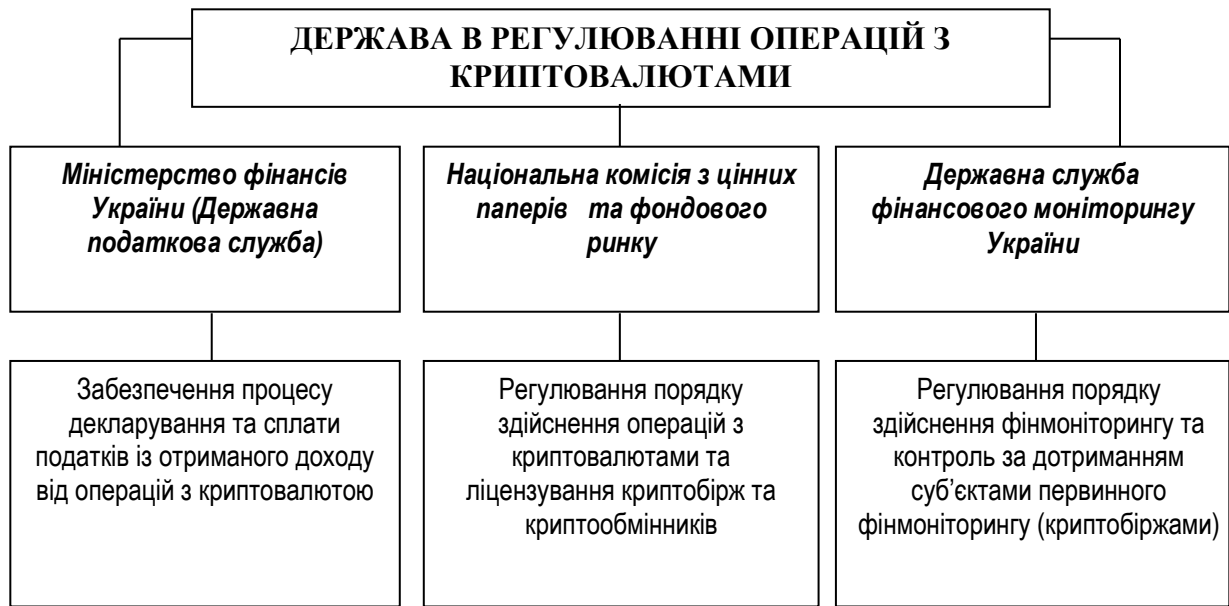 ДЕРЖАВА В РЕГУЛЮВАННІ ОПЕРАЦІЙ З
КРИПТОВАЛЮТАМИ
Міністерство фінансів
України (Державна
податкова служба)
Національна комісія з цінних
паперів та фондового
ринку
Державна служба
фінансового моніторингу
України
Забезпечення процесу
декларування та сплати
податків із отриманого доходу
від операцій з криптовалютою
Регулювання порядку
здійснення операцій з
криптовалютами та
ліцензування криптобірж та
криптообмінників
Регулювання порядку
здійснення фінмоніторингу та
контроль за дотриманням
суб’єктами первинного
фінмоніторингу (криптобіржами)